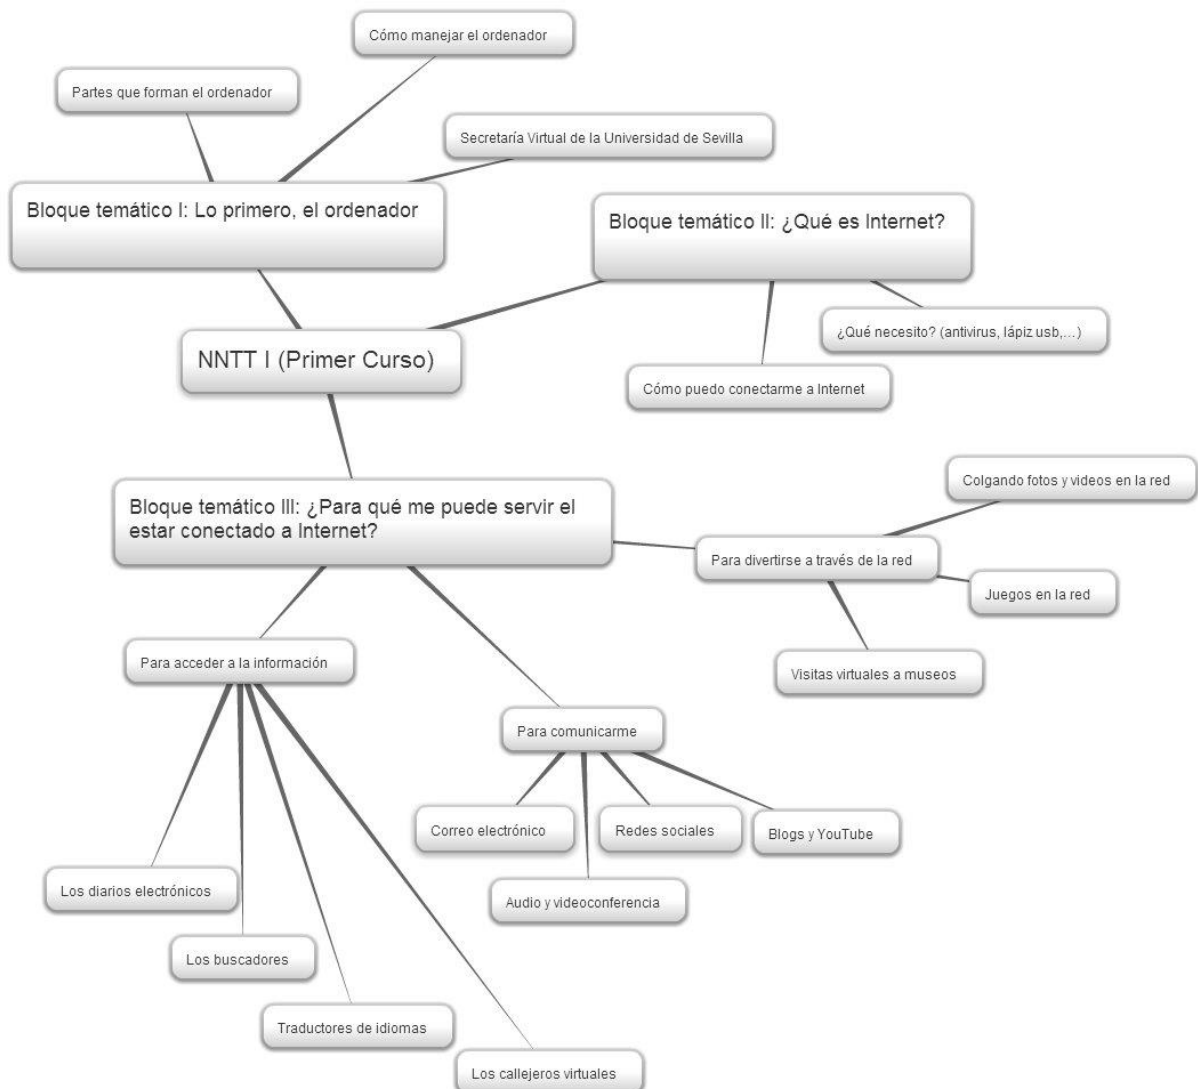 Cómo manejar el ordenador
Partes que forman el ordenador
Secretaría Virtual de la Universidad de Sevilla
Bloque temático I: Lo primero, el ordenador
Bloque temático II: ¿Qué es Internet?
¿Qué necesito? (antivirus, lápiz usb,...)
NNTT I (Primer Curso)
Cómo puedo conectarme a Internet
Bloque temático III: ¿Para qué me puede servir el
estar conectado a Internet?
Colgando fotos y videos en la red
Para divertirse a través de la red
Juegos en la red
Visitas virtuales a museos
Para acceder a la información
Para comunicarme
Correo electrónico
Redes sociales
Blogs y YouTube
Audio y videoconferencia
Los diarios electrónicos
Los buscadores
Traductores de idiomas
Los callejeros virtuales